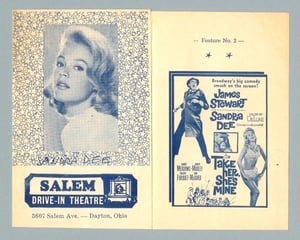 SANDRA DEE
SALEM
DRIVE-IN THEATRE
5607 Salem Ave. — Dayton, Ohio
— Feature No. 2 —
Broadway's big comedy
smash on the screen!
JAMES
STEWART
SANDRA
DEE
TAKE
HER,
SHE'S
MINE